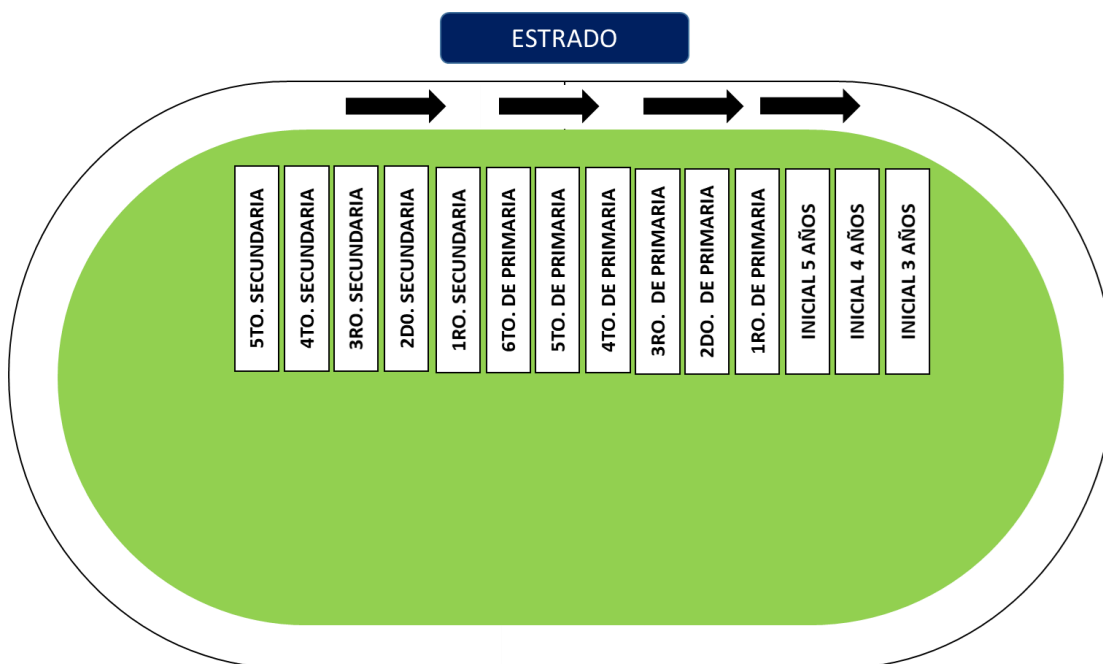 ESTRADO
5TO. SECUNDARIA
4TO. SECUNDARIA
3RO. SECUNDARIA
2D0. SECUNDARIA
1RO. SECUNDARIA
6TO. DE PRIMARIA
5TO. DE PRIMARIA
4TO. DE PRIMARIA
3RO. DE PRIMARIA
2DO. DE PRIMARIA
1RO. DE PRIMARIA
INICIAL 5 AÑOS
INICIAL 4 AÑOS
INICIAL 3 AÑOS